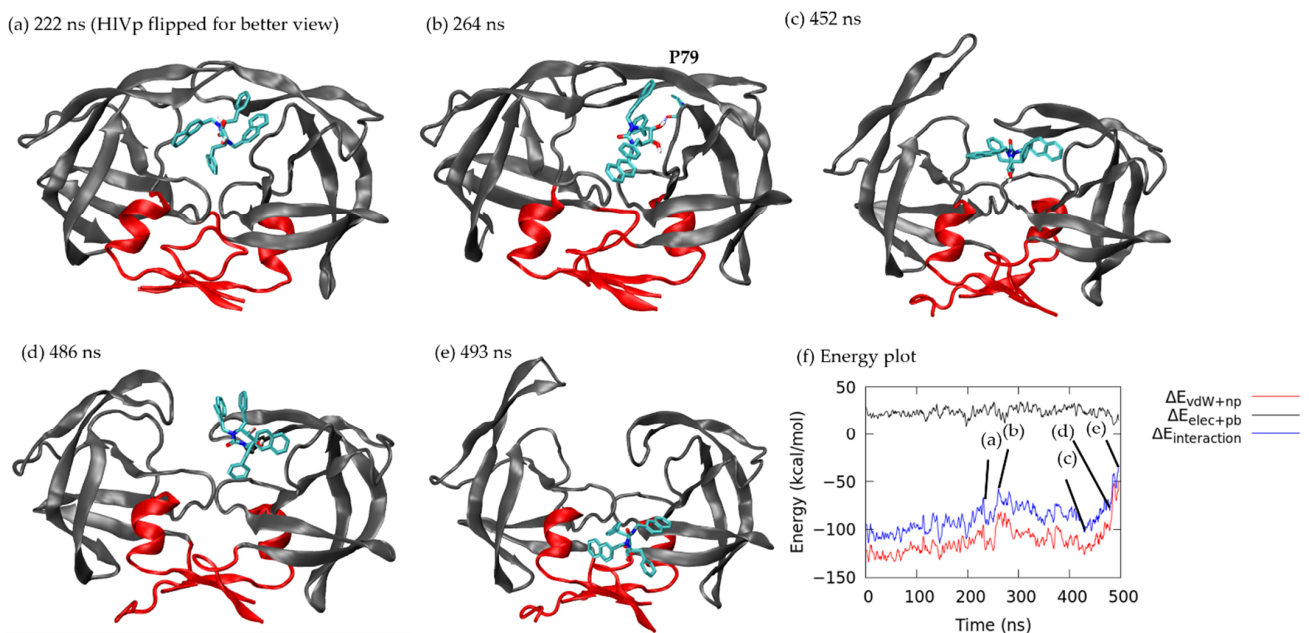 (a) 222 ns (HIVp flipped for better view)
(b) 264 ns
(c) 452 ns
P79
(d) 486 ns
(e) 493 ns
(f) Energy plot
50
0
−50
−100
−150
Energy (kcal/mol)
0
100
200
300
400
500
Time (ns)
(a)
(b)
(d)
(c)
(e)
ΔEvdW+np
ΔEelec+pb
ΔEinteraction